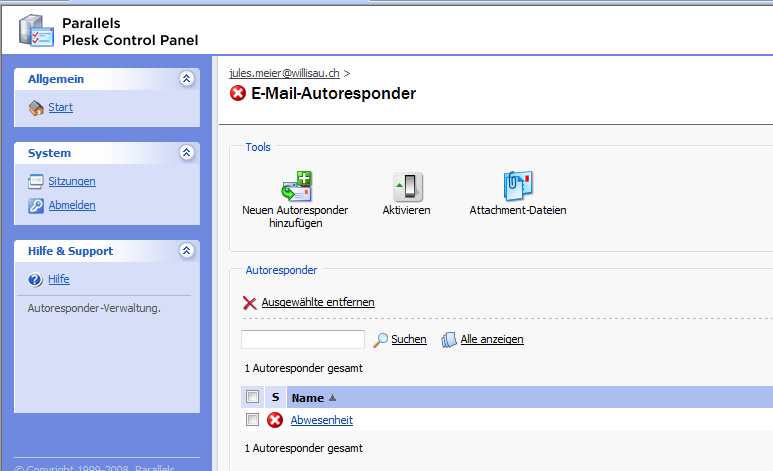 Parallels
Plesk Control Panel
Allgemein
Start
System
Sitzungen
Abmelden
Hilfe & Support
Hilfe
Autoresponder-Verwaltung.
© Copyright 1999-2008, Parallels
jules.meier@willisau.ch >
E-Mail-Autoresponder
Tools
Neuen Autoresponder
hinzufügen
Aktivieren
Attachment-Dateien
Autoresponder
Ausgewählte entfernen
Suchen Alle anzeigen
1 Autoresponder gesamt
S Name
Abwesenheit
1 Autoresponder gesamt